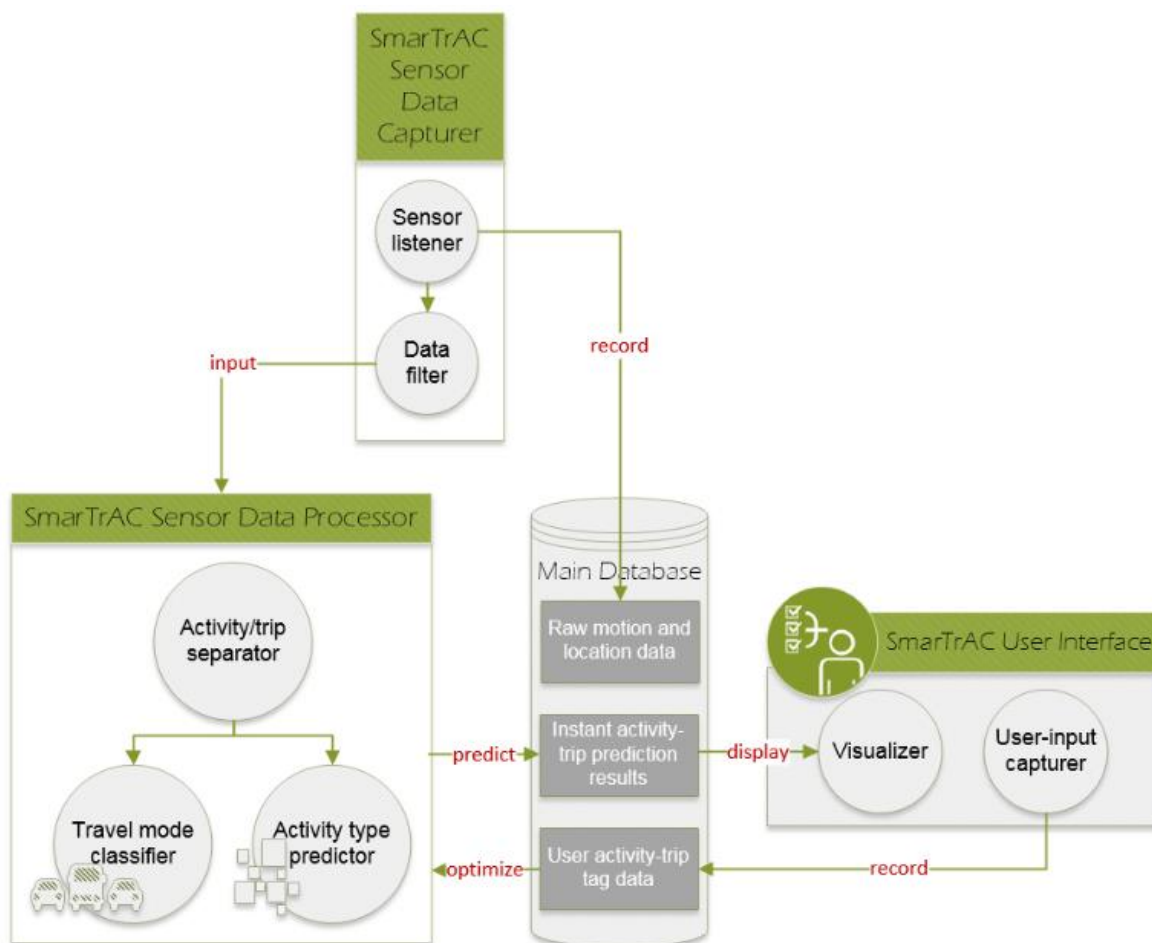 SmarTrAC
Sensor
Data
Capturer
Sensor
listener
Data
filter
input
record
SmarTrAC Sensor Data Processor
Activity/trip
separator
Travel mode
classifier
Activity type
predictor
predict
optimize
Main Database
Raw motion and
location data
Instant activity-
trip prediction
results
User activity-trip
tag data
display
record
SmarTrAC User Interface
Visualizer
User-input
capturer